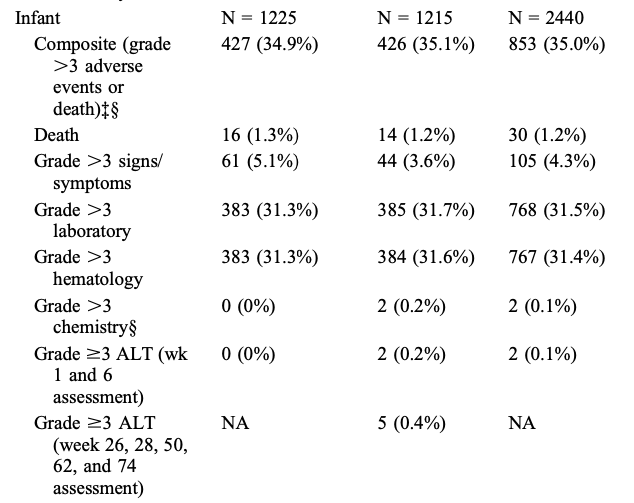 Infant N = 1225 N = 1215 N = 2440
Composite (grade 427 (34.9%) 426 (35.1%) 853 (35.0%)
>3 adverse
events or
death)‡§
Death 16 (1.3%) 14 (1.2%) 30 (1.2%)
Grade >3 signs/ 61 (5.1%) 44 (3.6%) 105 (4.3%)
symptoms
Grade >3 383 (31.3%) 385 (31.7%) 768 (31.5%)
laboratory
Grade >3 383 (31.3%) 384 (31.6%) 767 (31.4%)
hematology
Grade >3 0 (0%) 2 (0.2%) 2 (0.1%)
chemistry§
Grade ≥3 ALT (wk 0 (0%) 2 (0.2%) 2 (0.1%)
1 and 6
assessment)
Grade ≥3 ALT NA 5 (0.4%) NA
(week 26, 28, 50,
62, and 74
assessment)